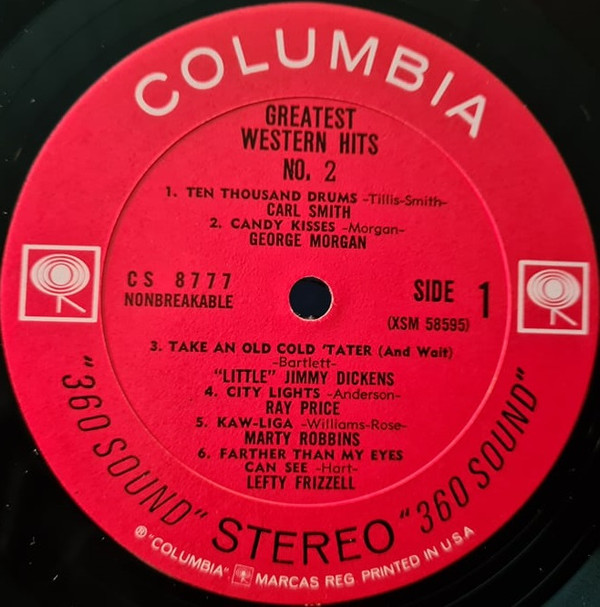 COLUMBIA
GREATEST
WESTERN HITS
NO. 2
1. TEN THOUSAND DRUMS -Tillis-Smith-
CARL SMITH
2. CANDY KISSES -Morgan-
GEORGE MORGAN
CS 8777
NONBREAKABLE
SIDE 1
(XSM 58595)
3. TAKE AN OLD COLD 'TATER (And Wait)
-Bartlett-
"LITTLE" JIMMY DICKENS
4. CITY LIGHTS -Anderson-
RAY PRICE
5. KAW-LIGA -Williams-Rose-
MARTY ROBBINS
6. FARTHER THAN MY EYES
CAN SEE -Hart-
LEFTY FRIZZELL
"360 SOUND" STEREO "360 SOUND"
® "COLUMBIA", MARCAS REG. PRINTED IN U S A